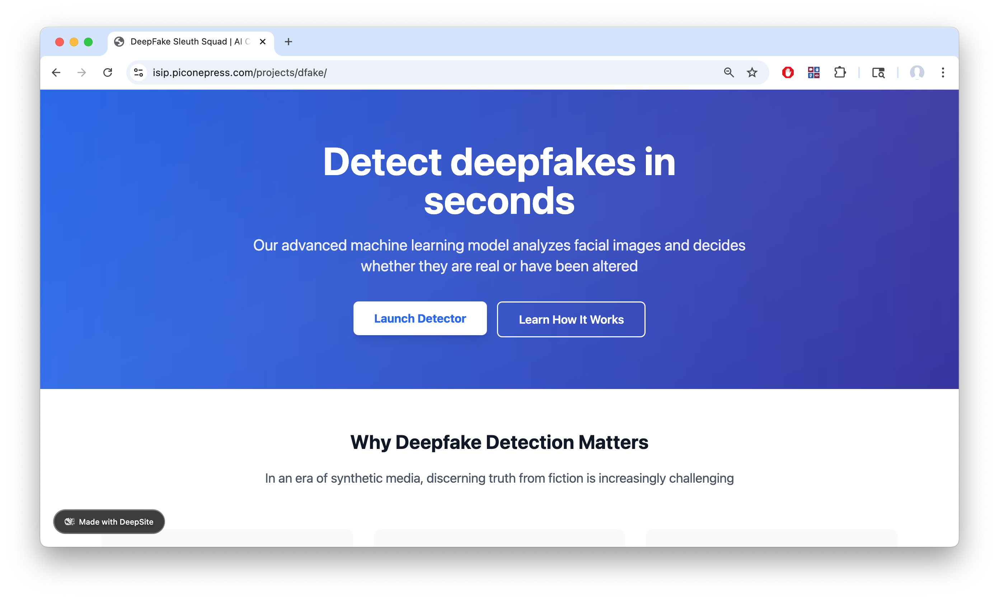 DeepFake Sleuth Squad | AI
isip.piconepress.com/projects/dfake/
Detect deepfakes in
seconds
Our advanced machine learning model analyzes facial images and decides
whether they are real or have been altered
Launch Detector
Learn How It Works
Why Deepfake Detection Matters
In an era of synthetic media, discerning truth from fiction is increasingly challenging
Made with DeepSite